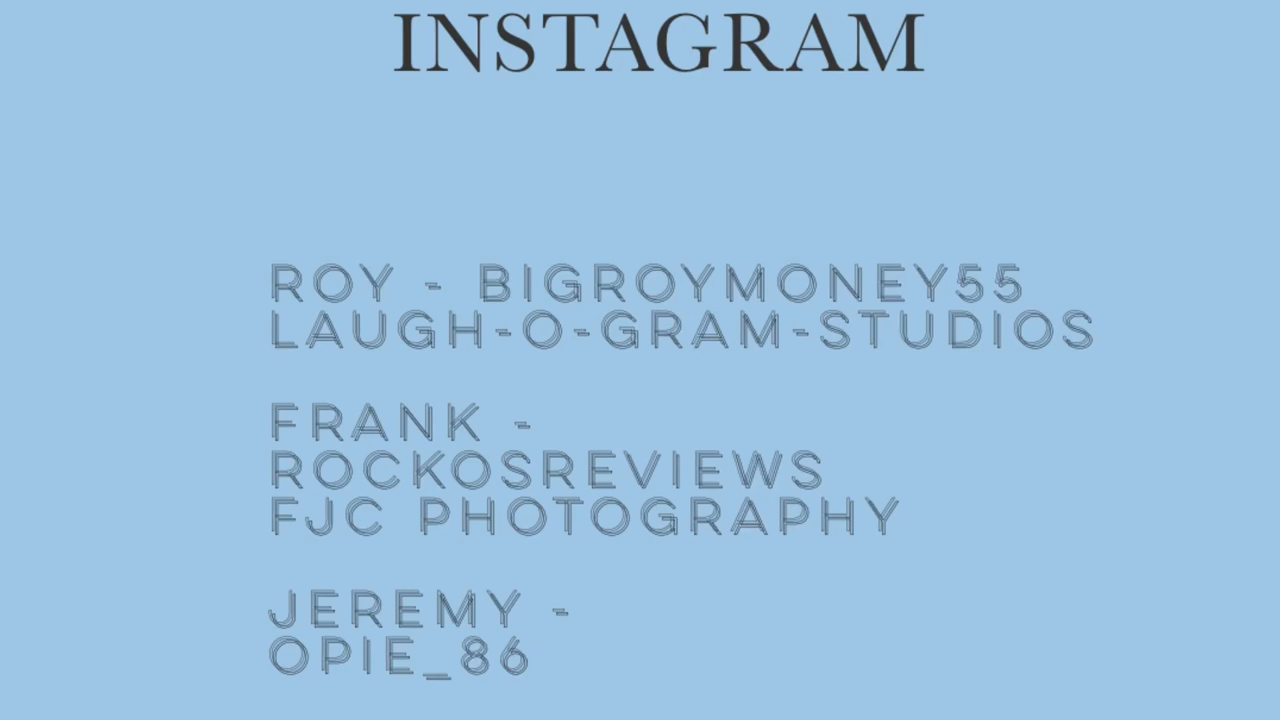 INSTAGRAM
ROY - BIGROYMONEY55
LAUGH-O-GRAM-STUDIOS
FRANK -
ROCKOSREVIEWS
FJC PHOTOGRAPHY
JEREMY -
OPIE_86